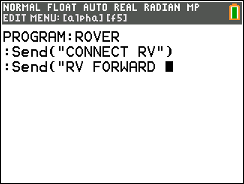 NORMAL FLOAT AUTO REAL RADIAN MP
EDIT MENU:[alpha][f5]
PROGRAM:ROVER
:Send("CONNECT RV")
:Send("RV FORWARD